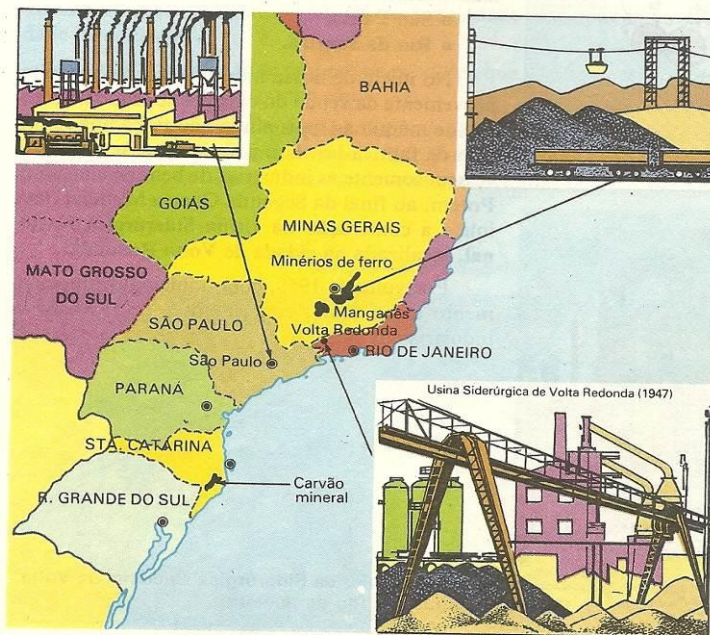 BAHIA
GOIÁS
MINAS GERAIS
Minérios de ferro
MATO GROSSO
DO SUL
Manganês
SÃO PAULO
Volta Redonda
São Paulo
RIO DE JANEIRO
PARANÁ
Usina Siderúrgica de Volta Redonda (1947)
STA. CATARINA
Carvão
mineral
R. GRANDE DO SUL